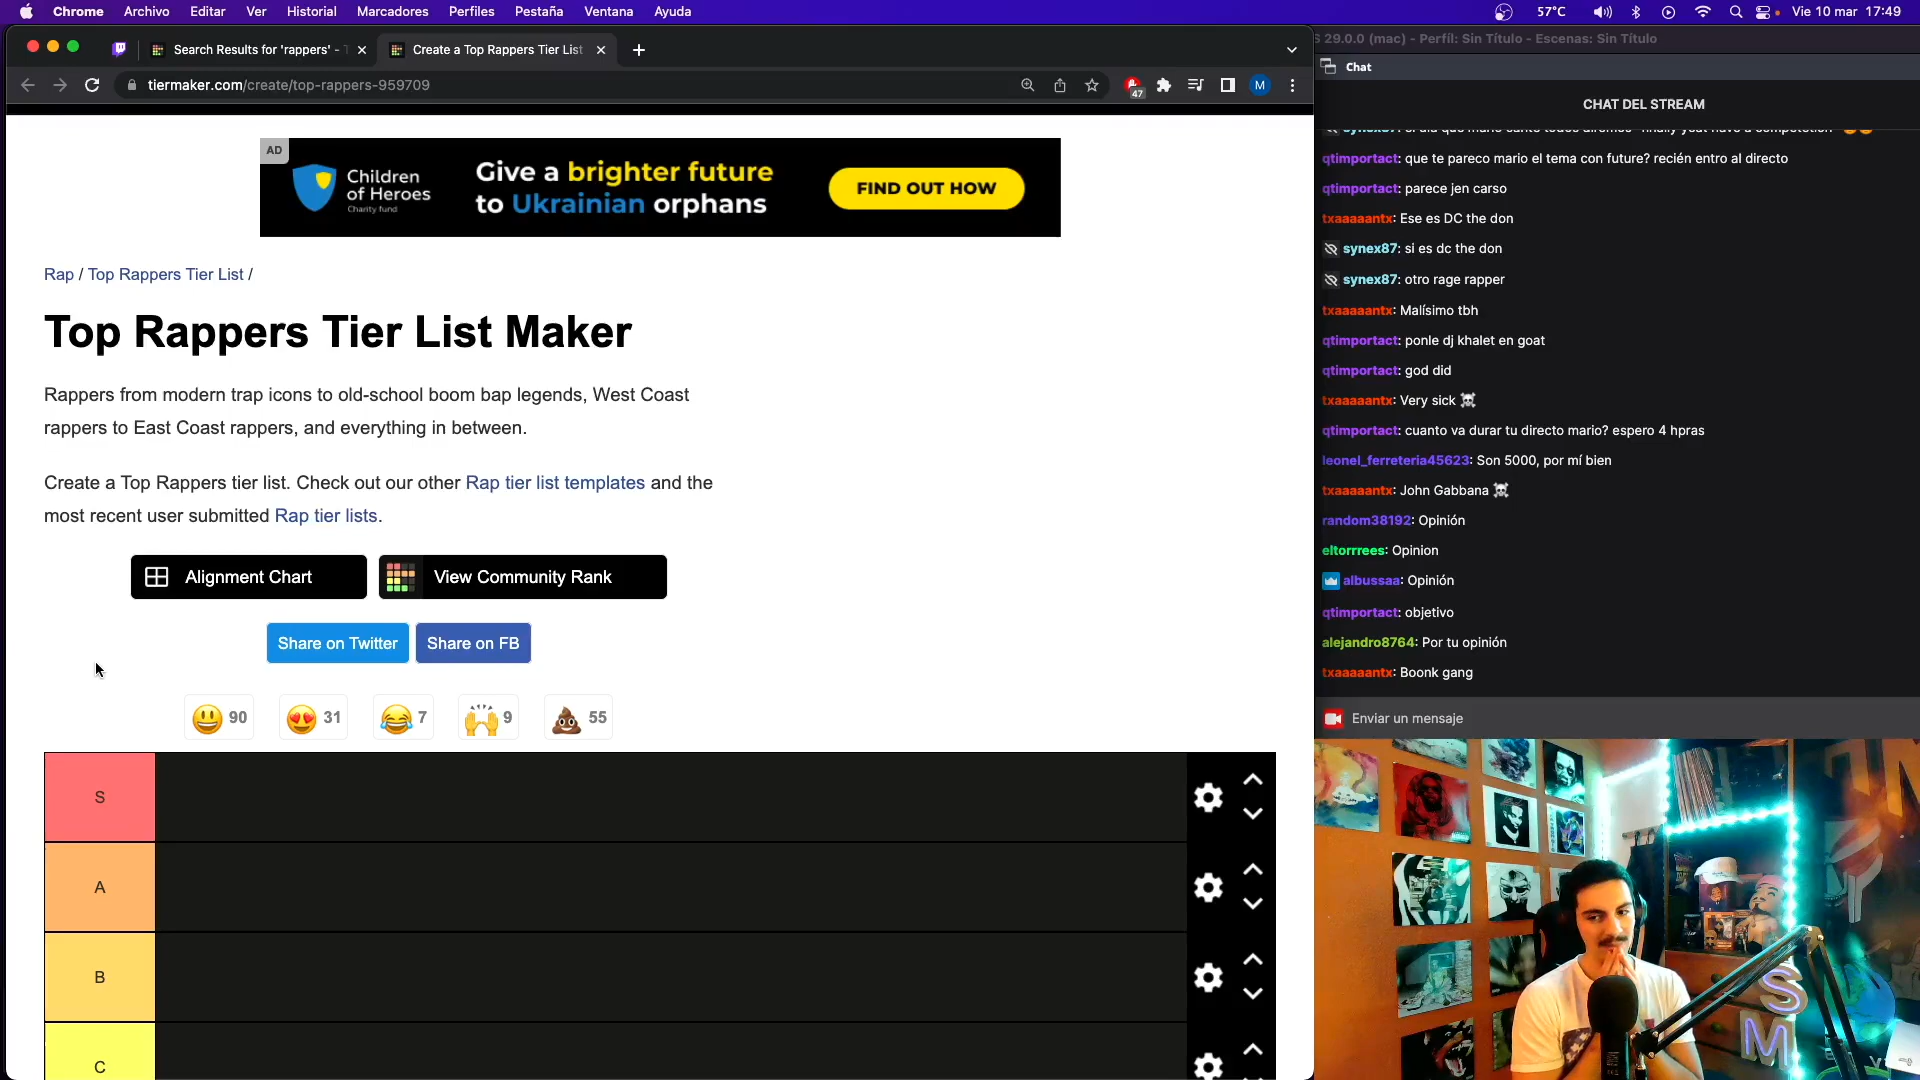 Chrome Archivo Editar Ver Historial Marcadores Perfiles Pestaña Ventana Ayuda 57°C Vie 10 mar 17:49
29.0.0 (mac) - Perfil: Sin Título - Escenas: Sin Título
Search Results for 'rappers' - Create a Top Rappers Tier List
tiermaker.com/create/top-rappers-959709 47 M
AD
Children
of Heroes
Charity fund
Give a brighter future
to Ukrainian orphans
FIND OUT HOW
Rap / Top Rappers Tier List /
Top Rappers Tier List Maker
Rappers from modern trap icons to old-school boom bap legends, West Coast
rappers to East Coast rappers, and everything in between.
Create a Top Rappers tier list. Check out our other Rap tier list templates and the
most recent user submitted Rap tier lists.
Alignment Chart View Community Rank
Share on Twitter Share on FB
90 31 7 9 55
S
A
B
C
Chat
CHAT DEL STREAM
qtimportact: que te pareco mario el tema con future? recién entro al directo
qtimportact: parece jen carso
txaaaaantx: Ese es DC the don
synex87: si es dc the don
synex87: otro rage rapper
txaaaaantx: Malísimo tbh
qtimportact: ponle dj khalet en goat
qtimportact: god did
txaaaaantx: Very sick ☠️
qtimportact: cuanto va durar tu directo mario? espero 4 hpras
leonel_ferreteria45623: Son 5000, por mí bien
txaaaaantx: John Gabbana ☠️
random38192: Opinión
eltorrrees: Opinion
albussaa: Opinión
qtimportact: objetivo
alejandro8764: Por tu opinión
txaaaaantx: Boonk gang
Enviar un mensaje
S
M